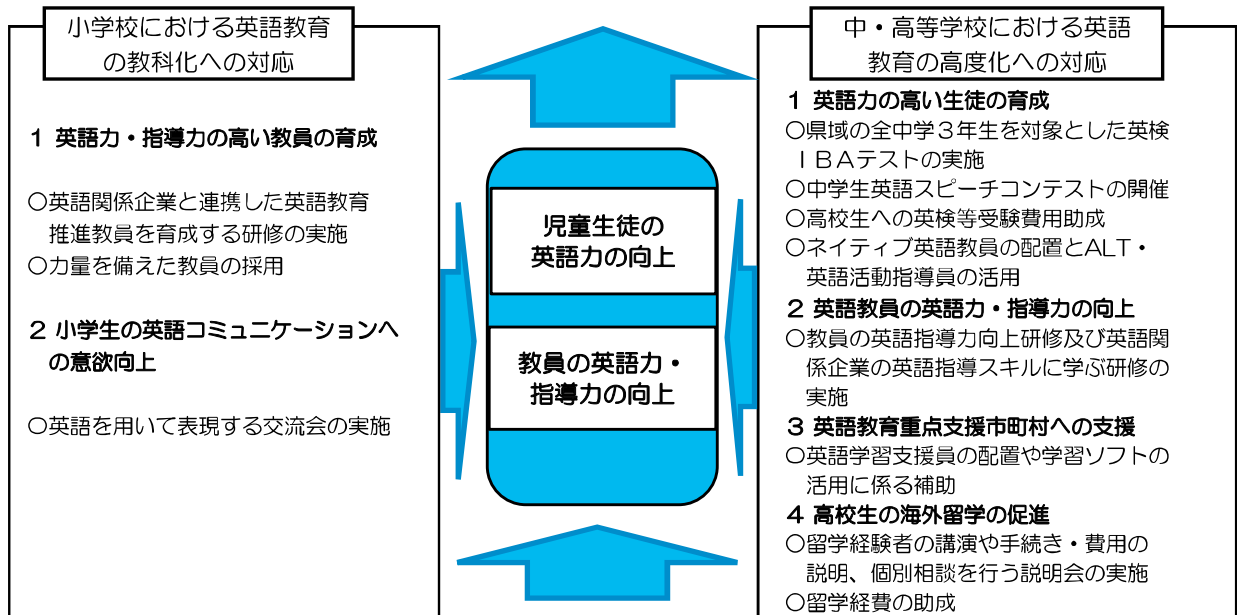 小学校における英語教育
の教科化への対応
１ 英語力・指導力の高い教員の育成
○英語関係企業と連携した英語教育
推進教員を育成する研修の実施
○力量を備えた教員の採用
２ 小学生の英語コミュニケーションへ
の意欲向上
○英語を用いて表現する交流会の実施
児童生徒の
英語力の向上
教員の英語力・
指導力の向上
中・高等学校における英語
教育の高度化への対応
１ 英語力の高い生徒の育成
○県域の全中学３年生を対象とした英検
ＩＢＡテストの実施
○中学生英語スピーチコンテストの開催
○高校生への英検等受験費用助成
○ネイティブ英語教員の配置とALT・
英語活動指導員の活用
２ 英語教員の英語力・指導力の向上
○教員の英語指導力向上研修及び英語関
係企業の英語指導スキルに学ぶ研修の
実施
３ 英語教育重点支援市町村への支援
○英語学習支援員の配置や学習ソフトの
活用に係る補助
４ 高校生の海外留学の促進
○留学経験者の講演や手続き・費用の
説明、個別相談を行う説明会の実施
○留学経費の助成